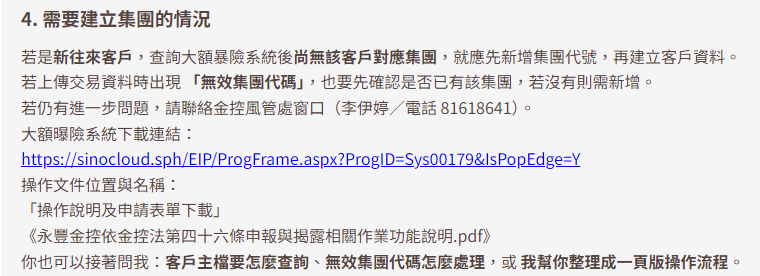 4. 需要建立集團的情況
若是新往來客戶，查詢大額暴險系統後尚無該客戶對應集團，就應先新增集團代號，再建立客戶資料。
若上傳交易資料時出現 「無效集團代碼」，也要先確認是否已有該集團，若沒有則需新增。
若仍有進一步問題，請聯絡金控風管處窗口（李伊婷／電話 81618641）。
大額曝險系統下載連結：
https://sinocloud.sph/EIP/ProgFrame.aspx?ProgID=Sys00179&IsPopEdge=Y
操作文件位置與名稱：
「操作說明及申請表單下載」
《永豐金控依金控法第四十六條申報與揭露相關作業功能說明.pdf》
你也可以接著問我：客戶主檔要怎麼查詢、無效集團代碼怎麼處理，或 我幫你整理成一頁版操作流程。